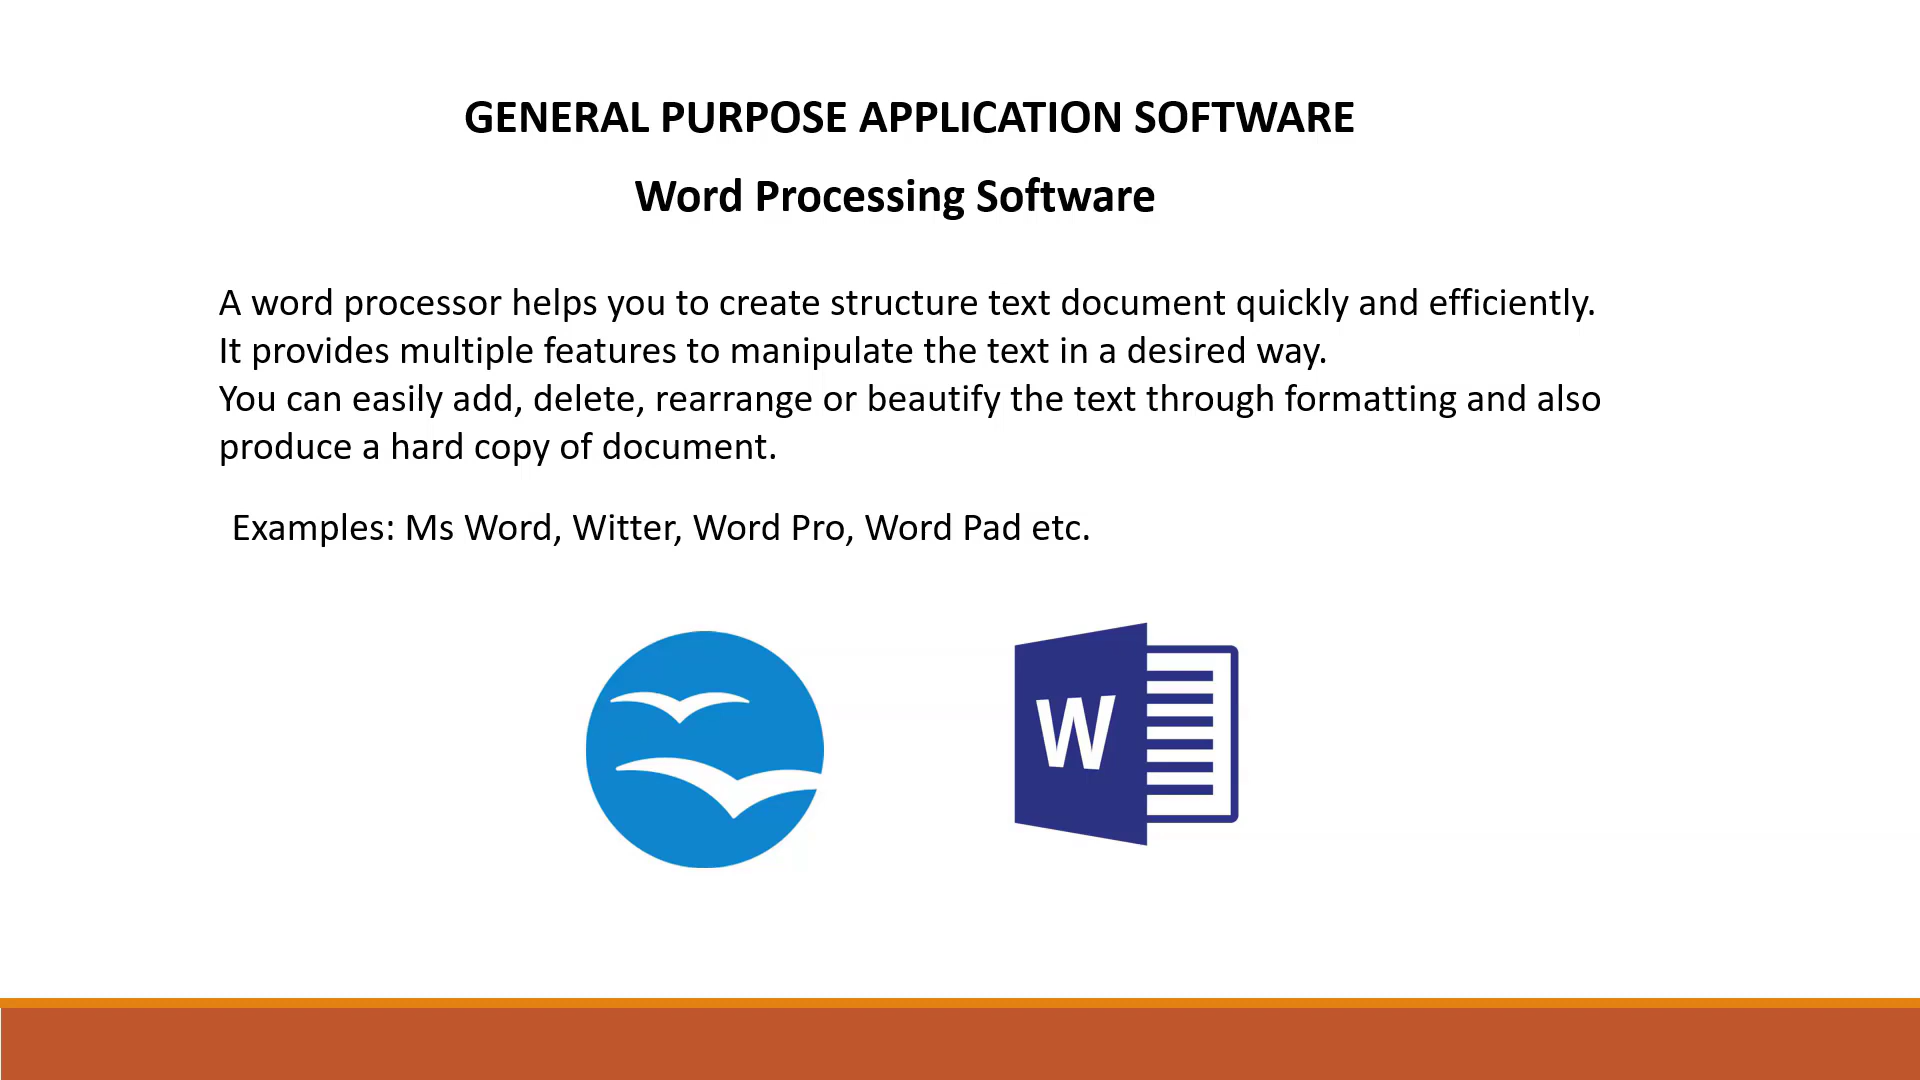 GENERAL PURPOSE APPLICATION SOFTWARE
Word Processing Software
A word processor helps you to create structure text document quickly and efficiently.
It provides multiple features to manipulate the text in a desired way.
You can easily add, delete, rearrange or beautify the text through formatting and also
produce a hard copy of document.
Examples: Ms Word, Witter, Word Pro, Word Pad etc.
W